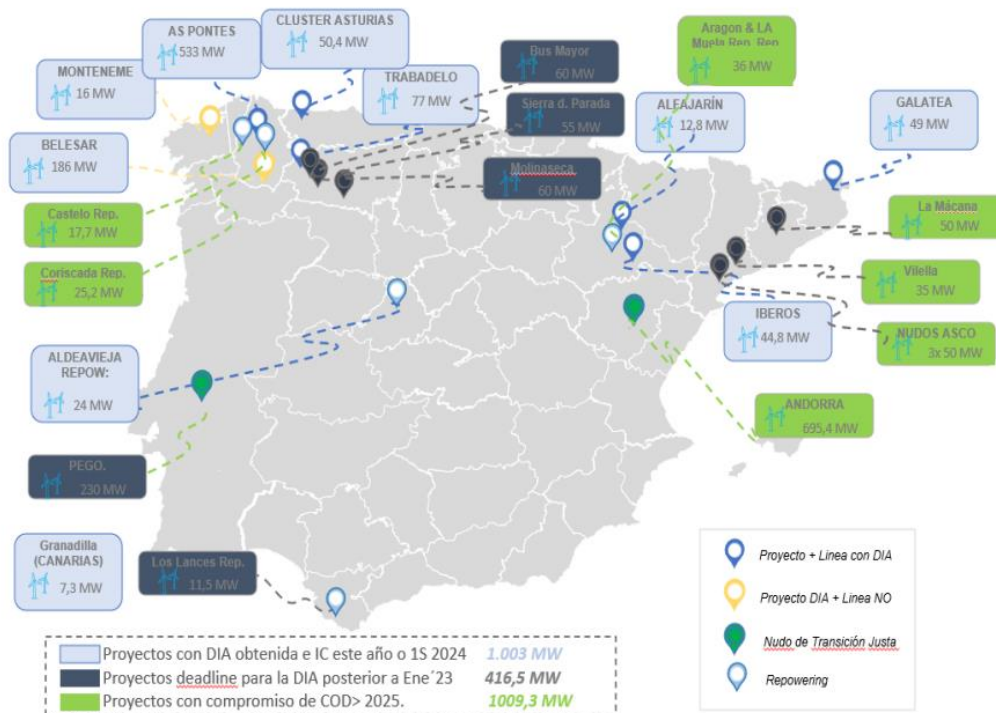 CLUSTER ASTURIAS
50,4 MW
AS PONTES
533 MW
MONTENEME
16 MW
TRABADELO
77 MW
Bus Mayor
60 MW
Aragon & LA
Muela Rep. Rep.
36 MW
Sierra d. Parada
55 MW
ALFAJARÍN
12,8 MW
GALATEA
49 MW
BELESAR
186 MW
Molinaseca
60 MW
Castelo Rep.
17,7 MW
La Mácana
50 MW
Coriscada Rep.
25,2 MW
Vilella
35 MW
IBEROS
44,8 MW
NUDOS ASCO
3x 50 MW
ALDEAVIEJA
REPOW:
24 MW
ANDORRA
695,4 MW
PEGO.
230 MW
Granadilla
(CANARIAS)
7,3 MW
Los Lances Rep.
11,5 MW
Proyecto + Linea con DIA
Proyecto DIA + Linea NO
Nudo de Transición Justa
Repowering
Proyectos con DIA obtenida e IC este año o 1S 2024 1.003 MW
Proyectos deadline para la DIA posterior a Ene´23 416,5 MW
Proyectos con compromiso de COD> 2025. 1009,3 MW